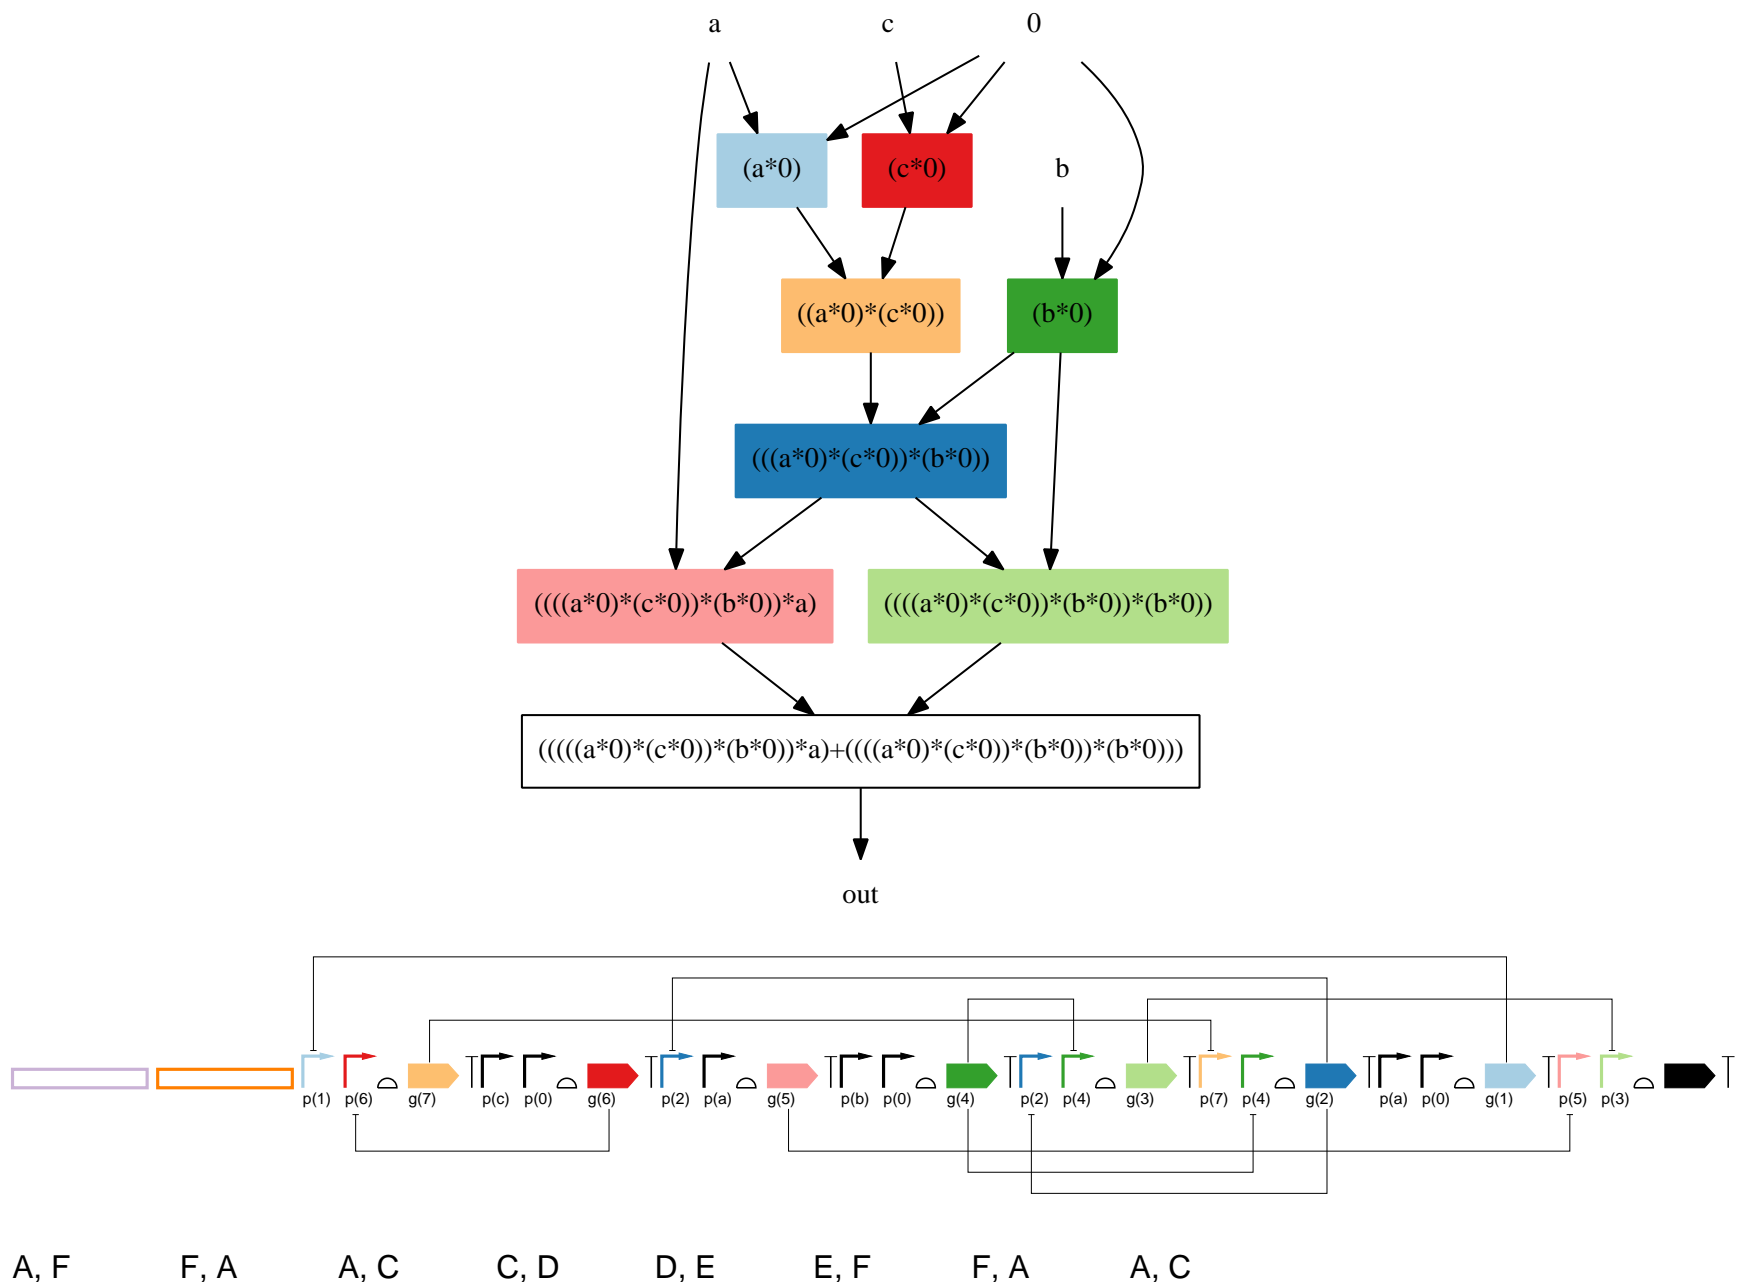 a c 0
(a*0) (c*0) b
((a*0)*(c*0)) (b*0)
(((a*0)*(c*0))*(b*0))
((((a*0)*(c*0))*(b*0))*a) ((((a*0)*(c*0))*(b*0))*(b*0))
(((((a*0)*(c*0))*(b*0))*a)+((((a*0)*(c*0))*(b*0))*(b*0)))
out
p(1) p(6) g(7) p(c) p(0) g(6) p(2) p(a) g(5) p(b) p(0) g(4) p(2) p(4) g(3) p(7) p(4) g(2) p(a) p(0) g(1) p(5) p(3)
A, F F, A A, C C, D D, E E, F F, A A, C